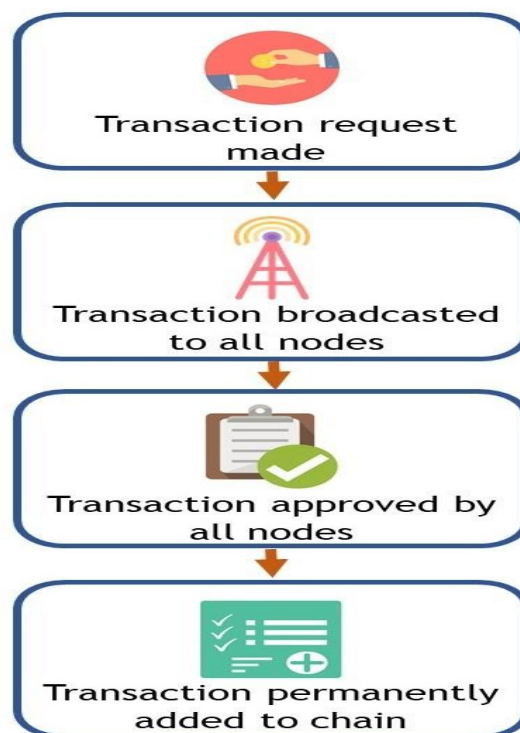 Transaction request
made
Transaction broadcasted
to all nodes
Transaction approved by
all nodes
Transaction permanently
added to chain